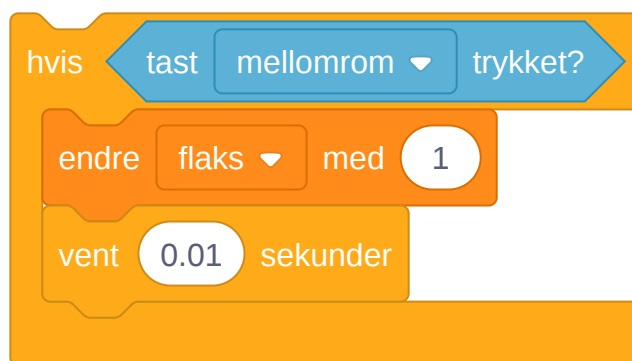 hvis tast mellomrom trykket?
endre flaks med 1
vent 0.01 sekunder